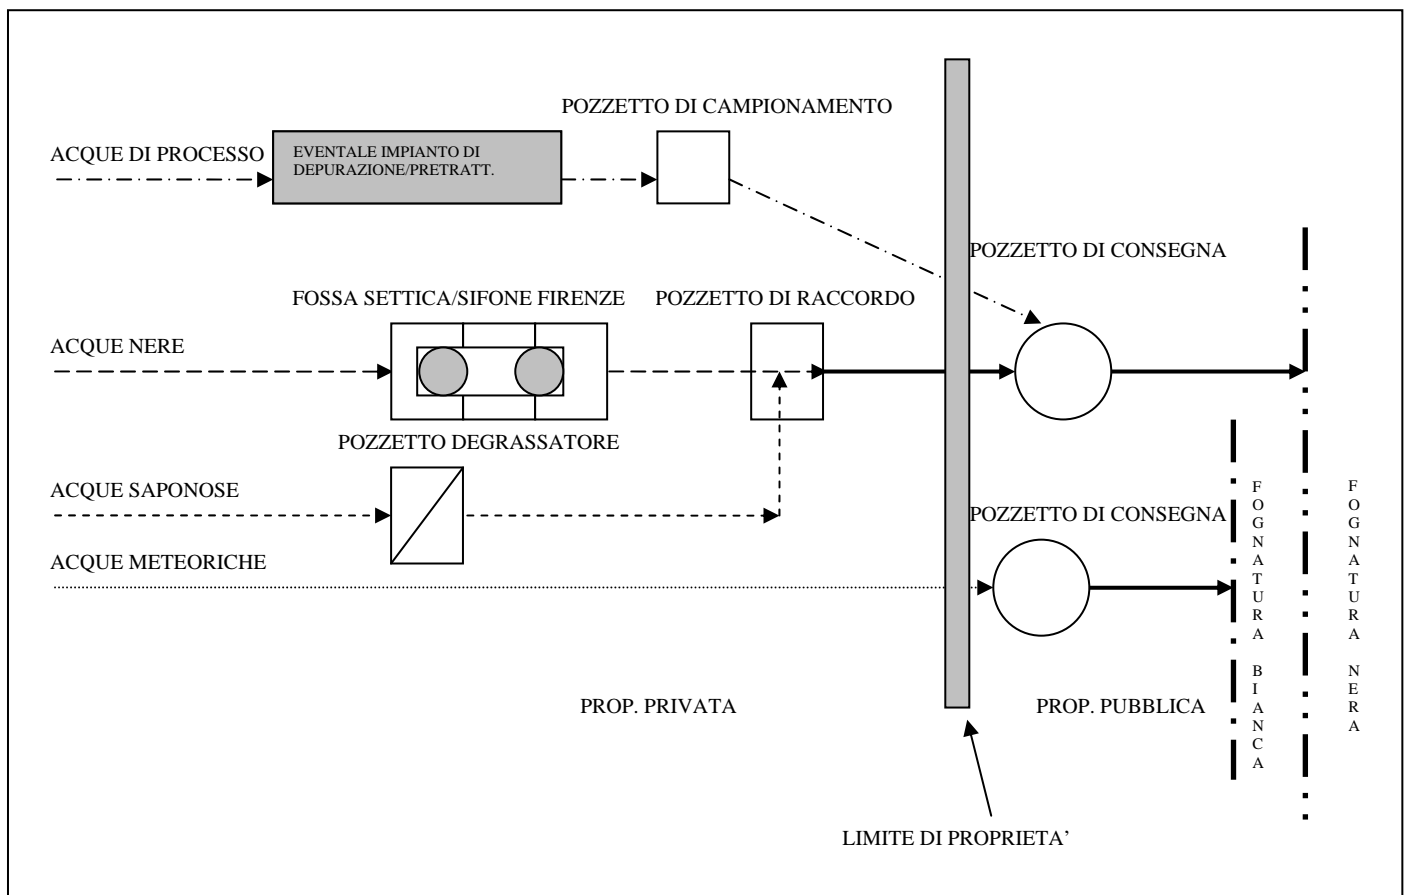 POZZETTO DI CAMPIONAMENTO
ACQUE DI PROCESSO
EVENTALE IMPIANTO DI
DEPURAZIONE/PRETRATT.
POZZETTO DI CONSEGNA
FOSSA SETTICA/SIFONE FIRENZE
POZZETTO DI RACCORDO
ACQUE NERE
POZZETTO DEGRASSATORE
ACQUE SAPONOSE
POZZETTO DI CONSEGNA
ACQUE METEORICHE
FOGNATURA BIANCA
FOGNATURA NERA
PROP. PRIVATA
PROP. PUBBLICA
LIMITE DI PROPRIETA’